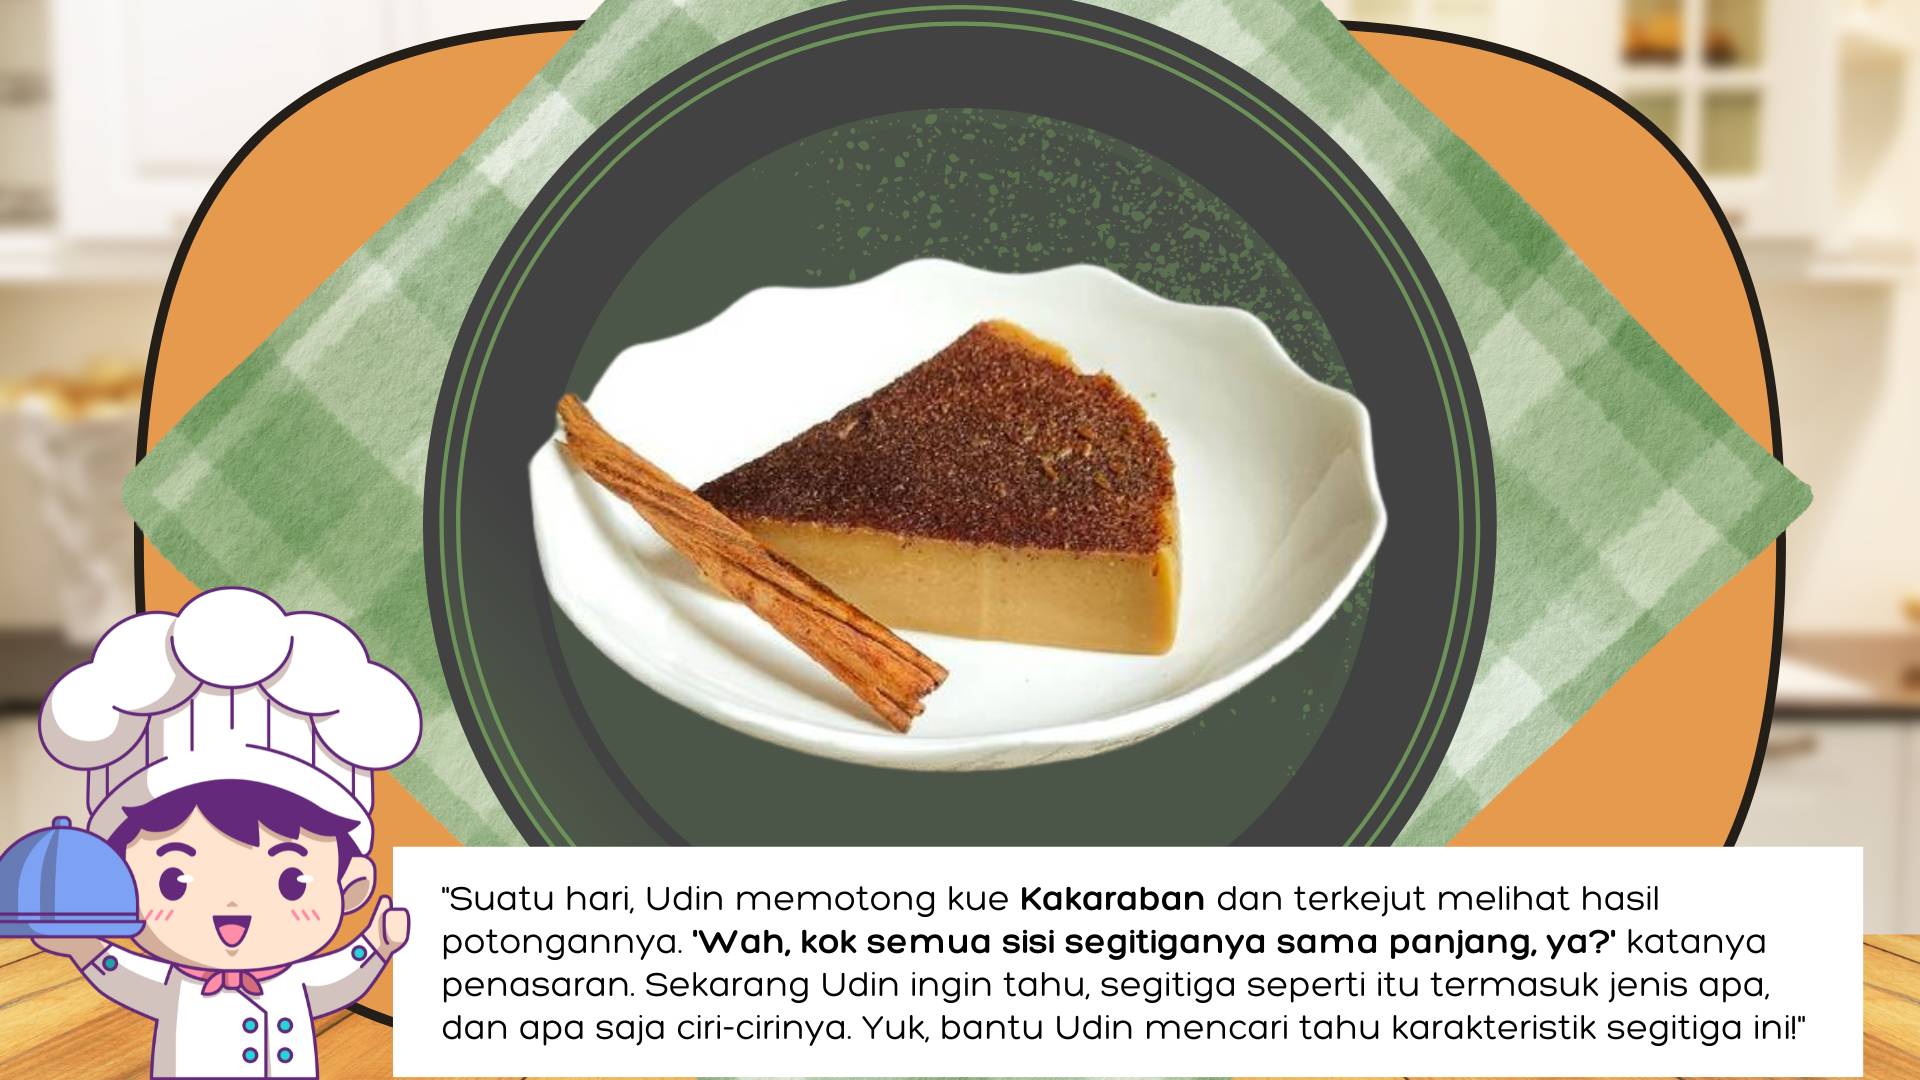 "Suatu hari, Udin memotong kue Kakaraban dan terkejut melihat hasil
potongannya. 'Wah, kok semua sisi segitiganya sama panjang, ya?' katanya
penasaran. Sekarang Udin ingin tahu, segitiga seperti itu termasuk jenis apa,
dan apa saja ciri-cirinya. Yuk, bantu Udin mencari tahu karakteristik segitiga ini!"